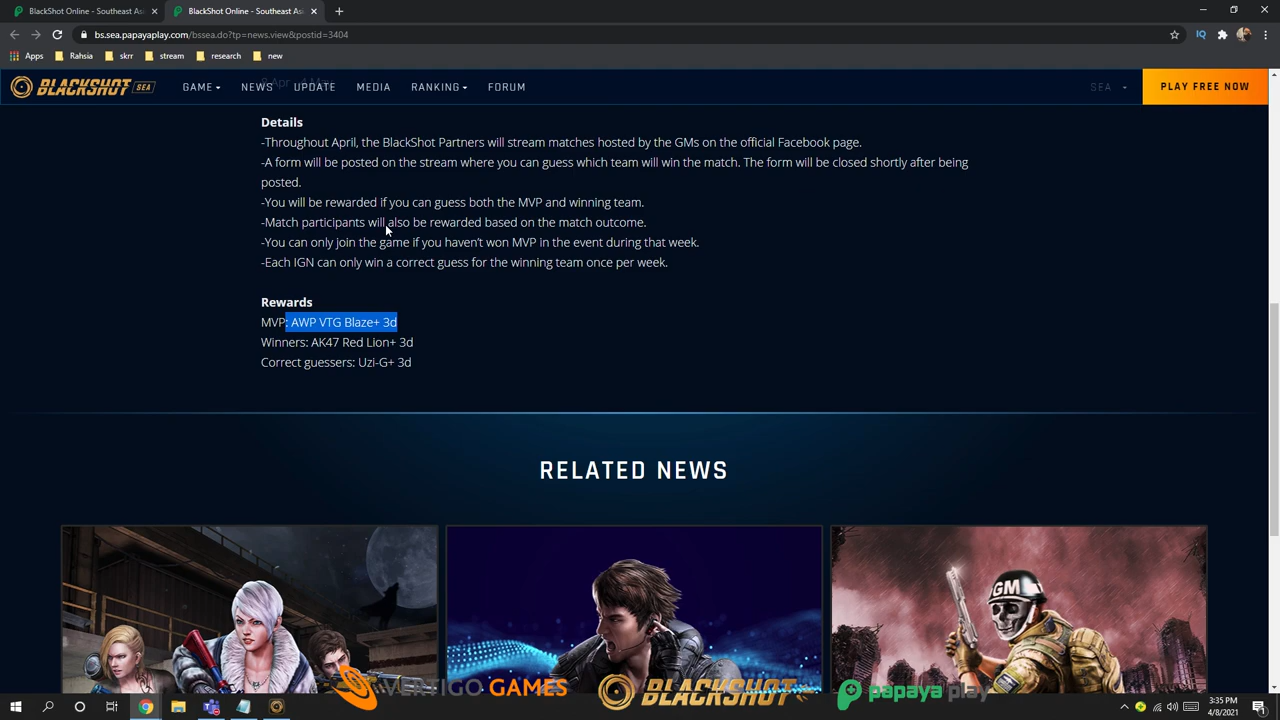 BlackShot Online - Southeast As
BlackShot Online - Southeast As
bs.sea.papayaplay.com/bssea.do?tp=news.view&postid=3404
Apps Rahsia skrr stream research new
BLACKSHOT SEA GAME NEWS UPDATE MEDIA RANKING FORUM SEA PLAY FREE NOW
Details
-Throughout April, the BlackShot Partners will stream matches hosted by the GMs on the official Facebook page.
-A form will be posted on the stream where you can guess which team will win the match. The form will be closed shortly after being
posted.
-You will be rewarded if you can guess both the MVP and winning team.
-Match participants will also be rewarded based on the match outcome.
-You can only join the game if you haven't won MVP in the event during that week.
-Each IGN can only win a correct guess for the winning team once per week.
Rewards
MVP: AWP VTG Blaze+ 3d
Winners: AK47 Red Lion+ 3d
Correct guessers: Uzi-G+ 3d
RELATED NEWS
GM
VERTIGO GAMES BLACKSHOT papaya play
3:35 PM
4/8/2021